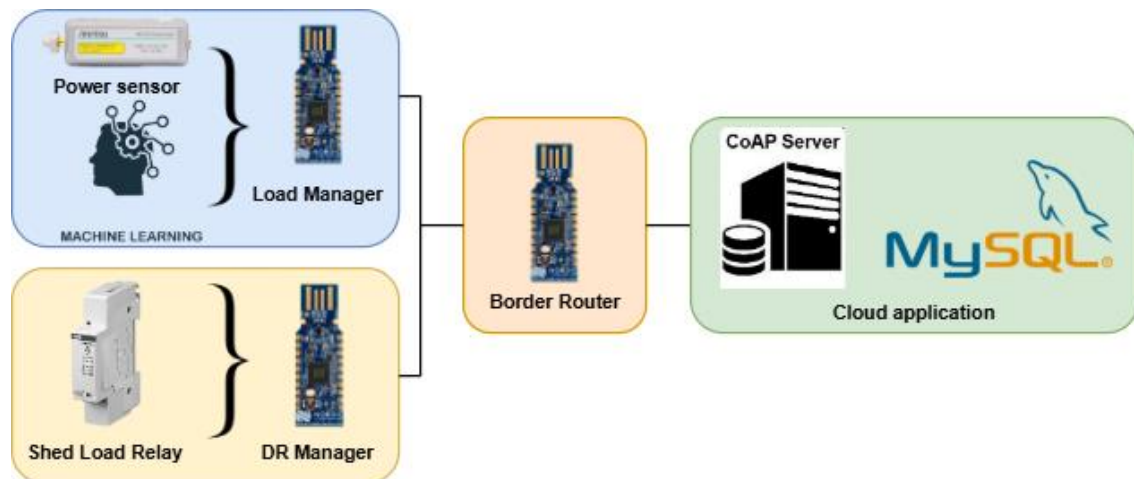 Power sensor
MACHINE LEARNING
Load Manager
Shed Load Relay
DR Manager
Border Router
CoAP Server
MySQL®
Cloud application